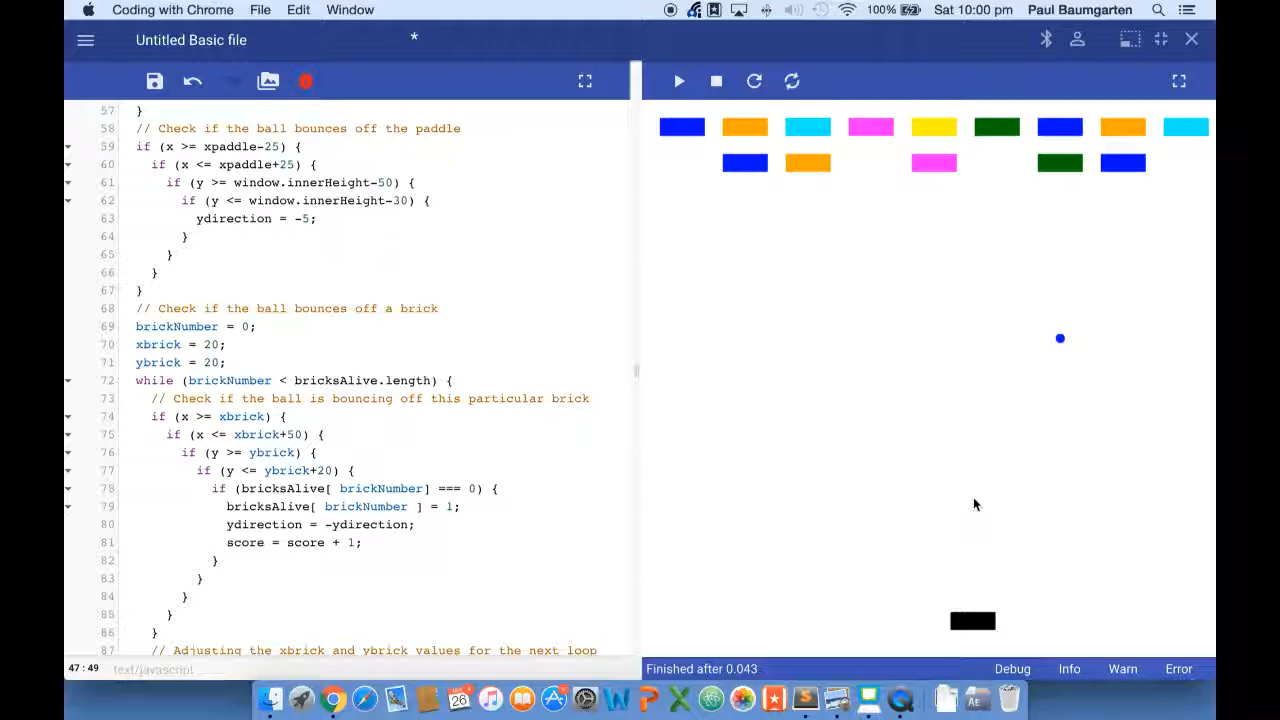 Coding with Chrome File Edit Window 100% Sat 10:00 pm Paul Baumgarten
Untitled Basic file *
57 }
58 // Check if the ball bounces off the paddle
59 if (x >= xpaddle-25) {
60 if (x <= xpaddle+25) {
61 if (y >= window.innerHeight-50) {
62 if (y <= window.innerHeight-30) {
63 ydirection = -5;
64 }
65 }
66 }
67 }
68 // Check if the ball bounces off a brick
69 brickNumber = 0;
70 xbrick = 20;
71 ybrick = 20;
72 while (brickNumber < bricksAlive.length) {
73 // Check if the ball is bouncing off this particular brick
74 if (x >= xbrick) {
75 if (x <= xbrick+50) {
76 if (y >= ybrick) {
77 if (y <= ybrick+20) {
78 if (bricksAlive[ brickNumber] === 0) {
79 bricksAlive[ brickNumber ] = 1;
80 ydirection = -ydirection;
81 score = score + 1;
82 }
83 }
84 }
85 }
86 }
87 // Adjusting the xbrick and ybrick values for the next loop
47 : 49 text/javascript
Finished after 0.043 Debug Info Warn Error